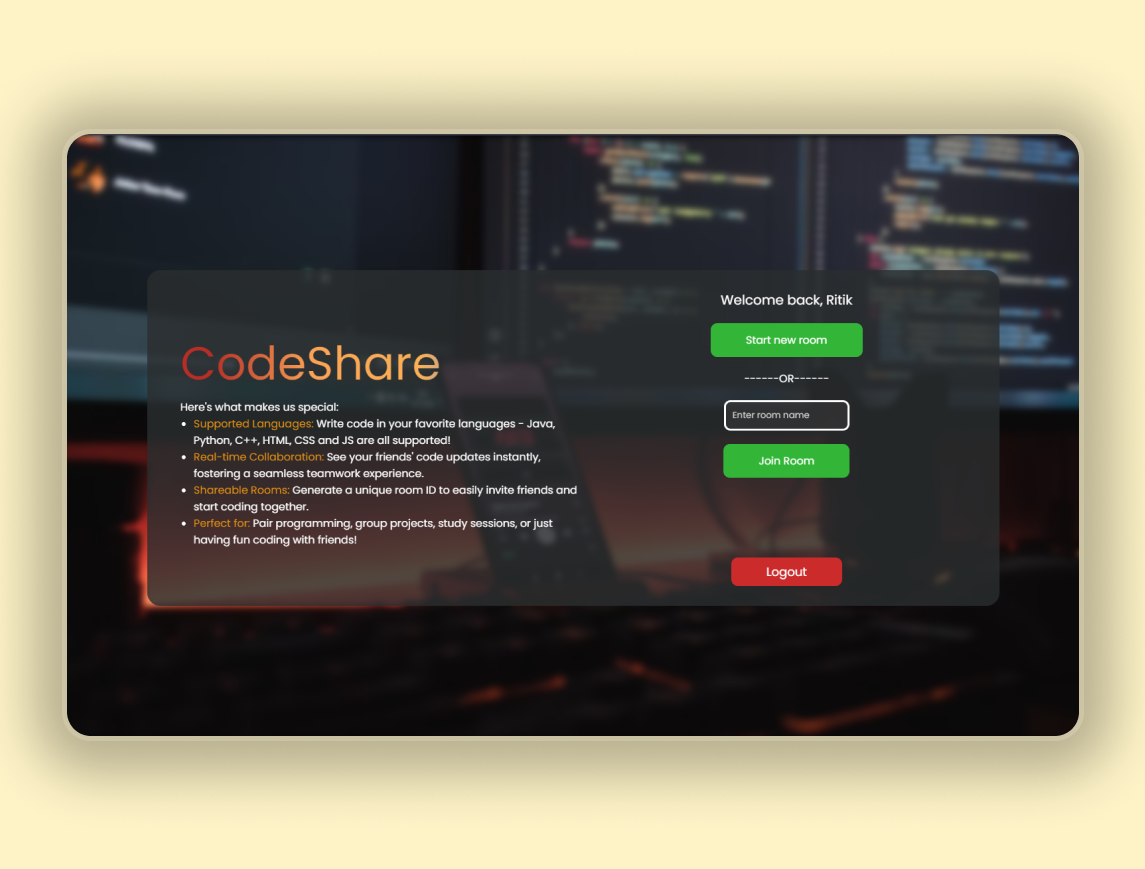 CodeShare
Here's what makes us special:
• Supported Languages: Write code in your favorite languages - Java,
Python, C++, HTML, CSS and JS are all supported!
• Real-time Collaboration: See your friends' code updates instantly,
fostering a seamless teamwork experience.
• Shareable Rooms: Generate a unique room ID to easily invite friends and
start coding together.
• Perfect for: Pair programming, group projects, study sessions, or just
having fun coding with friends!
Welcome back, Ritik
Start new room
------OR------
Enter room name
Join Room
Logout